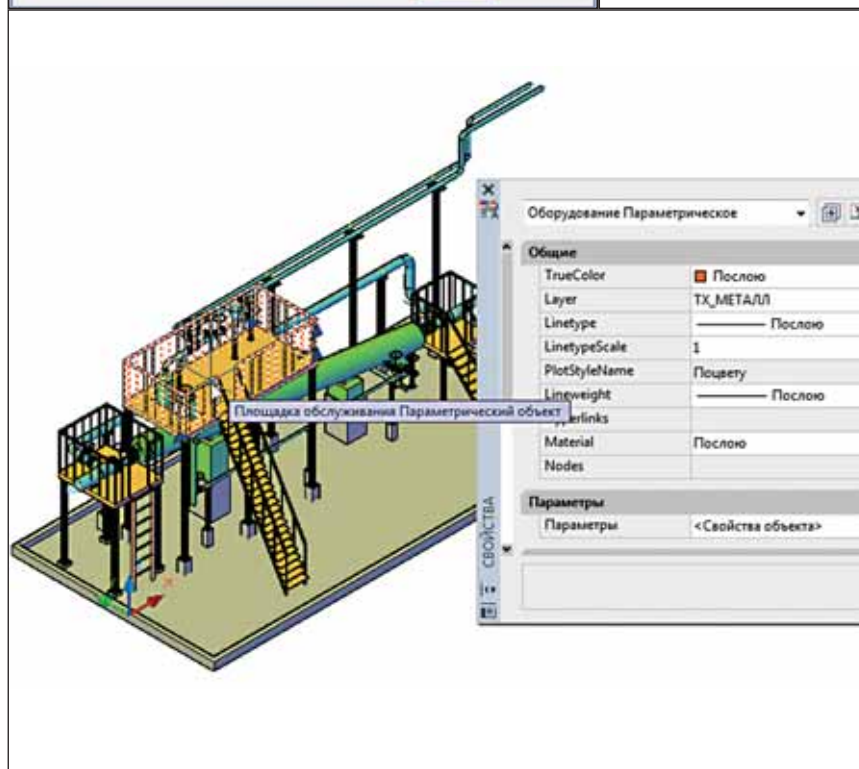 Оборудование Параметрическое
Общие
TrueColor Послою
Layer ТХ_МЕТАЛЛ
Linetype Послою
LinetypeScale 1
PlotStyleName Поцвету
Lineweight Послою
Площадка обслуживания Параметрический объект
Material Послою
Nodes
Параметры
Параметры <Свойства объекта>
СВОЙСТВА